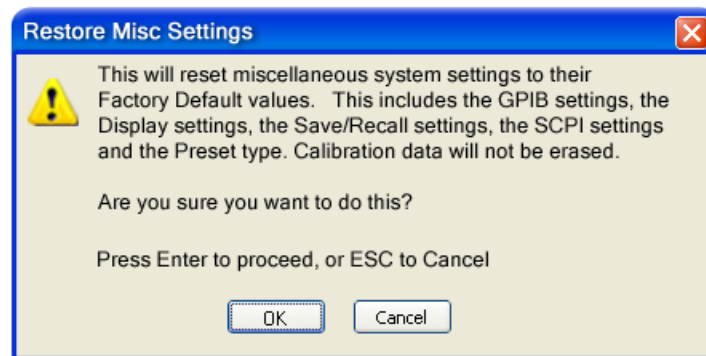 Restore Misc Settings
This will reset miscellaneous system settings to their
Factory Default values.   This includes the GPIB settings, the
Display settings, the Save/Recall settings, the SCPI settings
and the Preset type. Calibration data will not be erased.
Are you sure you want to do this?
Press Enter to proceed, or ESC to Cancel
OK
Cancel